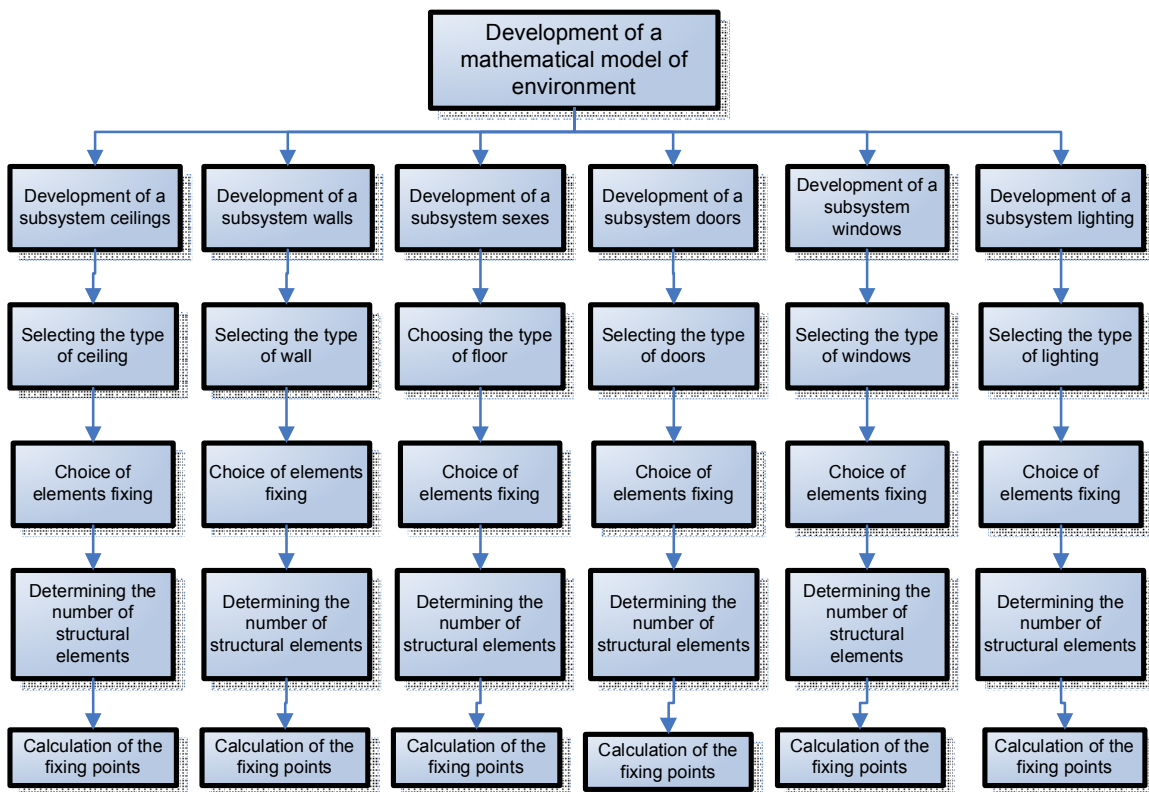 Development of a
mathematical model of
environment
Development of a
subsystem ceilings
Development of a
subsystem walls
Development of a
subsystem sexes
Development of a
subsystem doors
Development of a
subsystem
windows
Development of a
subsystem lighting
Selecting the type
of ceiling
Selecting the type
of wall
Choosing the type
of floor
Selecting the type
of doors
Selecting the type
of windows
Selecting the type
of lighting
Choice of
elements fixing
Choice of elements
fixing
Choice of
elements fixing
Choice of
elements fixing
Choice of
elements fixing
Choice of
elements fixing
Determining the
number of
structural
elements
Determining the
number of
structural elements
Determining the
number of
structural elements
Determining the
number of
structural elements
Determining the
number of
structural
elements
Determining the
number of
structural elements
Calculation of the
fixing points
Calculation of the
fixing points
Calculation of the
fixing points
Calculation of the
fixing points
Calculation of the
fixing points
Calculation of the
fixing points